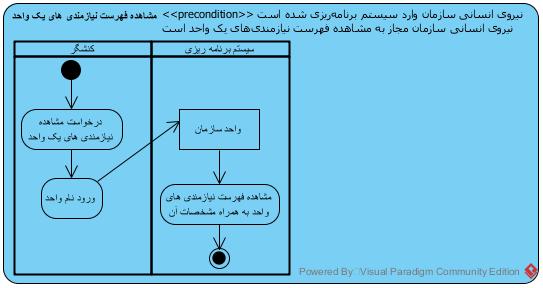 مشاهده فهرست نیازمندی های یک واحد <<precondition>> نیروی انسانی سازمان وارد سیستم برنامه‌ریزی شده است
نیروی انسانی سازمان مجاز به مشاهده فهرست نیازمندی‌های یک واحد است
کنشگر
سیستم برنامه ریزی
درخواست مشاهده
نیازمندی های یک واحد
ورود نام واحد
واحد سازمان
مشاهده فهرست نیازمندی های
واحد به همراه مشخصات آن
Powered By Visual Paradigm Community Edition